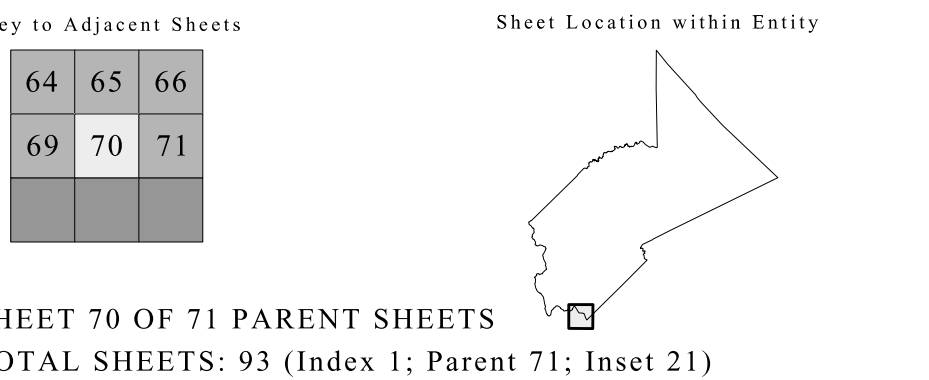 ey to Adjacent Sheets
Sheet Location within Entity
64 65 66
69 70 71
HEET 70 OF 71 PARENT SHEETS
OTAL SHEETS: 93 (Index 1; Parent 71; Inset 21)